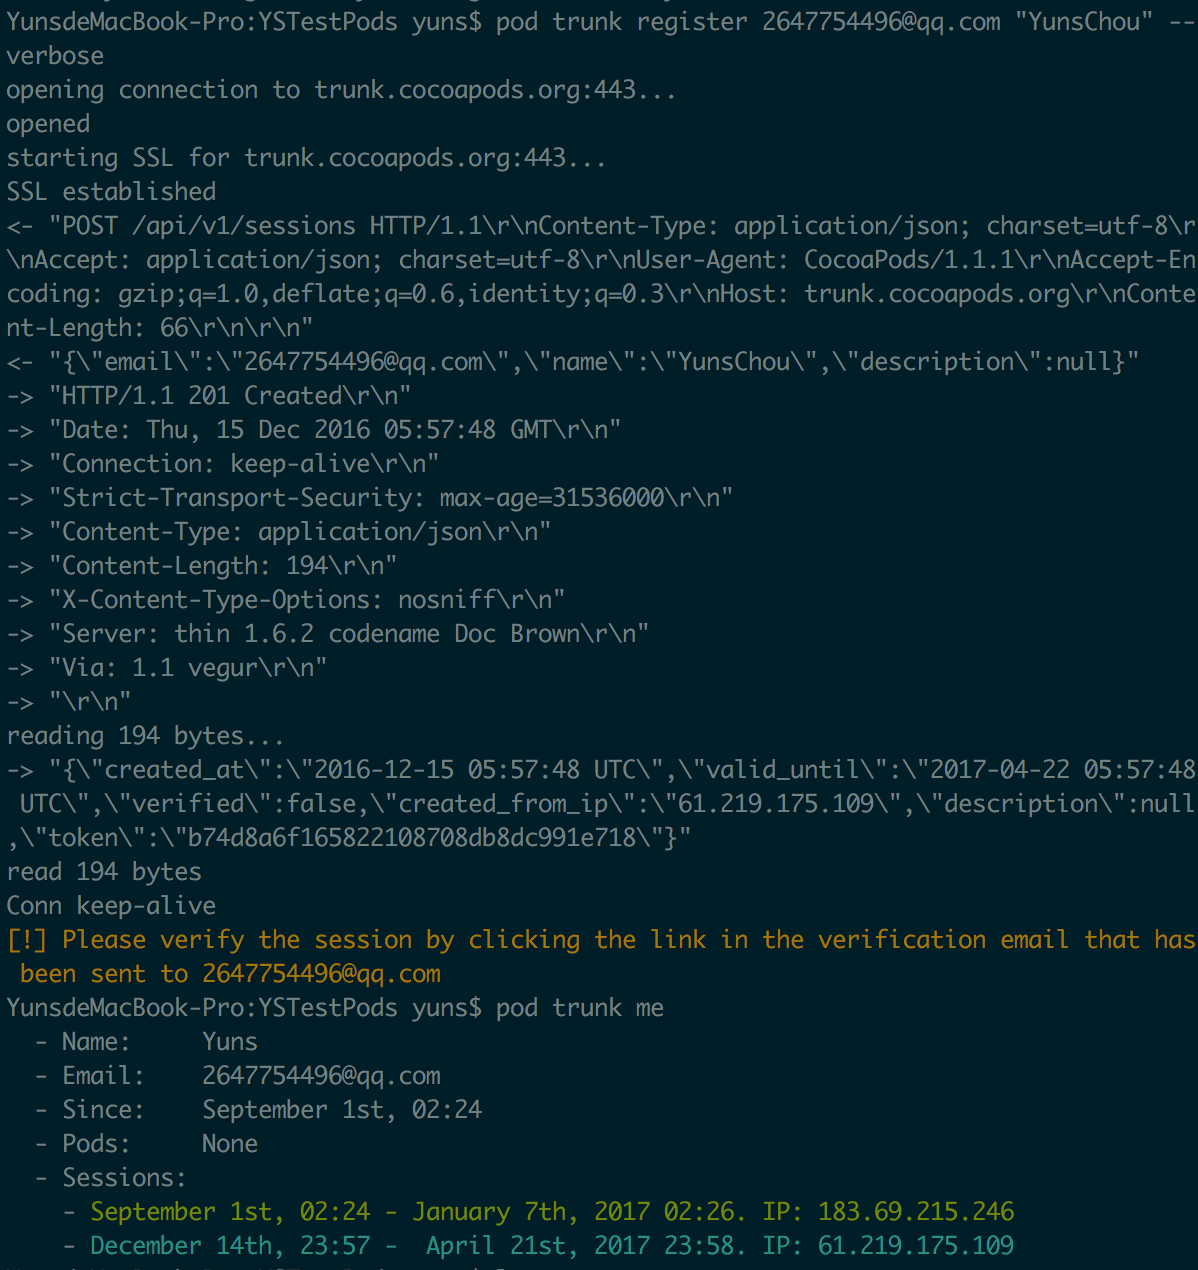 YunsdeMacBook-Pro:YSTestPods yuns$ pod trunk register 2647754496@qq.com "YunsChou" --
verbose
opening connection to trunk.cocoapods.org:443...
opened
starting SSL for trunk.cocoapods.org:443...
SSL established
<- "POST /api/v1/sessions HTTP/1.1\r\nContent-Type: application/json; charset=utf-8\r
\nAccept: application/json; charset=utf-8\r\nUser-Agent: CocoaPods/1.1.1\r\nAccept-En
coding: gzip;q=1.0,deflate;q=0.6,identity;q=0.3\r\nHost: trunk.cocoapods.org\r\nConte
nt-Length: 66\r\n\r\n"
<- "{\"email\":\"2647754496@qq.com\",\"name\":\"YunsChou\",\"description\":null}"
-> "HTTP/1.1 201 Created\r\n"
-> "Date: Thu, 15 Dec 2016 05:57:48 GMT\r\n"
-> "Connection: keep-alive\r\n"
-> "Strict-Transport-Security: max-age=31536000\r\n"
-> "Content-Type: application/json\r\n"
-> "Content-Length: 194\r\n"
-> "X-Content-Type-Options: nosniff\r\n"
-> "Server: thin 1.6.2 codename Doc Brown\r\n"
-> "Via: 1.1 vegur\r\n"
-> "\r\n"
reading 194 bytes...
-> "{\"created_at\":\"2016-12-15 05:57:48 UTC\",\"valid_until\":\"2017-04-22 05:57:48
 UTC\",\"verified\":false,\"created_from_ip\":\"61.219.175.109\",\"description\":null
,\"token\":\"b74d8a6f165822108708db8dc991e718\"}"
read 194 bytes
Conn keep-alive
[!] Please verify the session by clicking the link in the verification email that has
 been sent to 2647754496@qq.com
YunsdeMacBook-Pro:YSTestPods yuns$ pod trunk me
  - Name:     Yuns
  - Email:    2647754496@qq.com
  - Since:    September 1st, 02:24
  - Pods:     None
  - Sessions:
    - September 1st, 02:24 - January 7th, 2017 02:26. IP: 183.69.215.246
    - December 14th, 23:57 -  April 21st, 2017 23:58. IP: 61.219.175.109